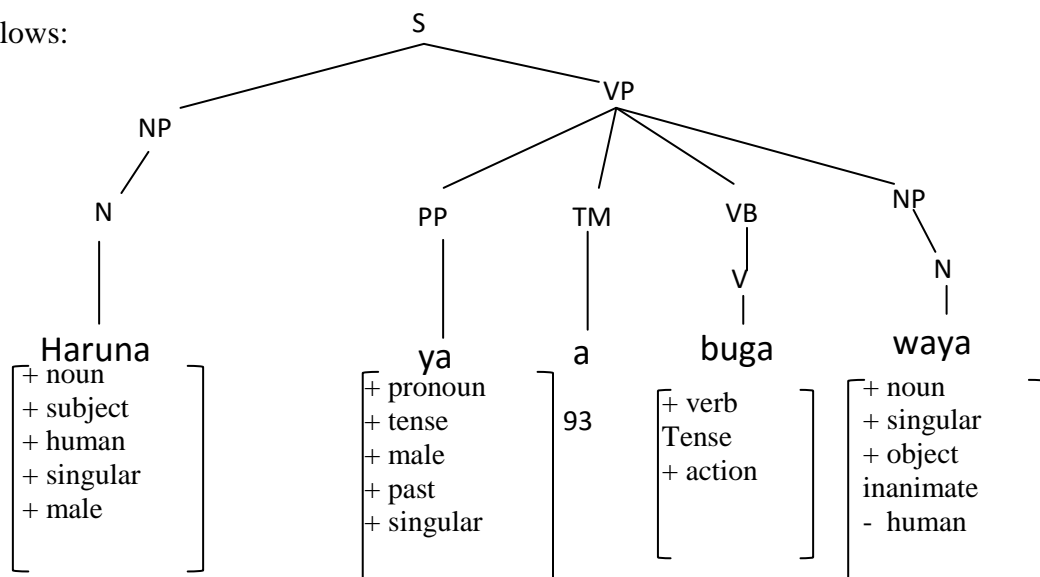 lows:
S
NP
VP
N
PP
TM
VB
NP
V
N
Haruna
ya
a
buga
waya
+ noun
+ subject
+ human
+ singular
+ male
+ pronoun
+ tense
+ male
+ past
+ singular
93
+ verb
Tense
+ action
+ noun
+ singular
+ object
inanimate
- human